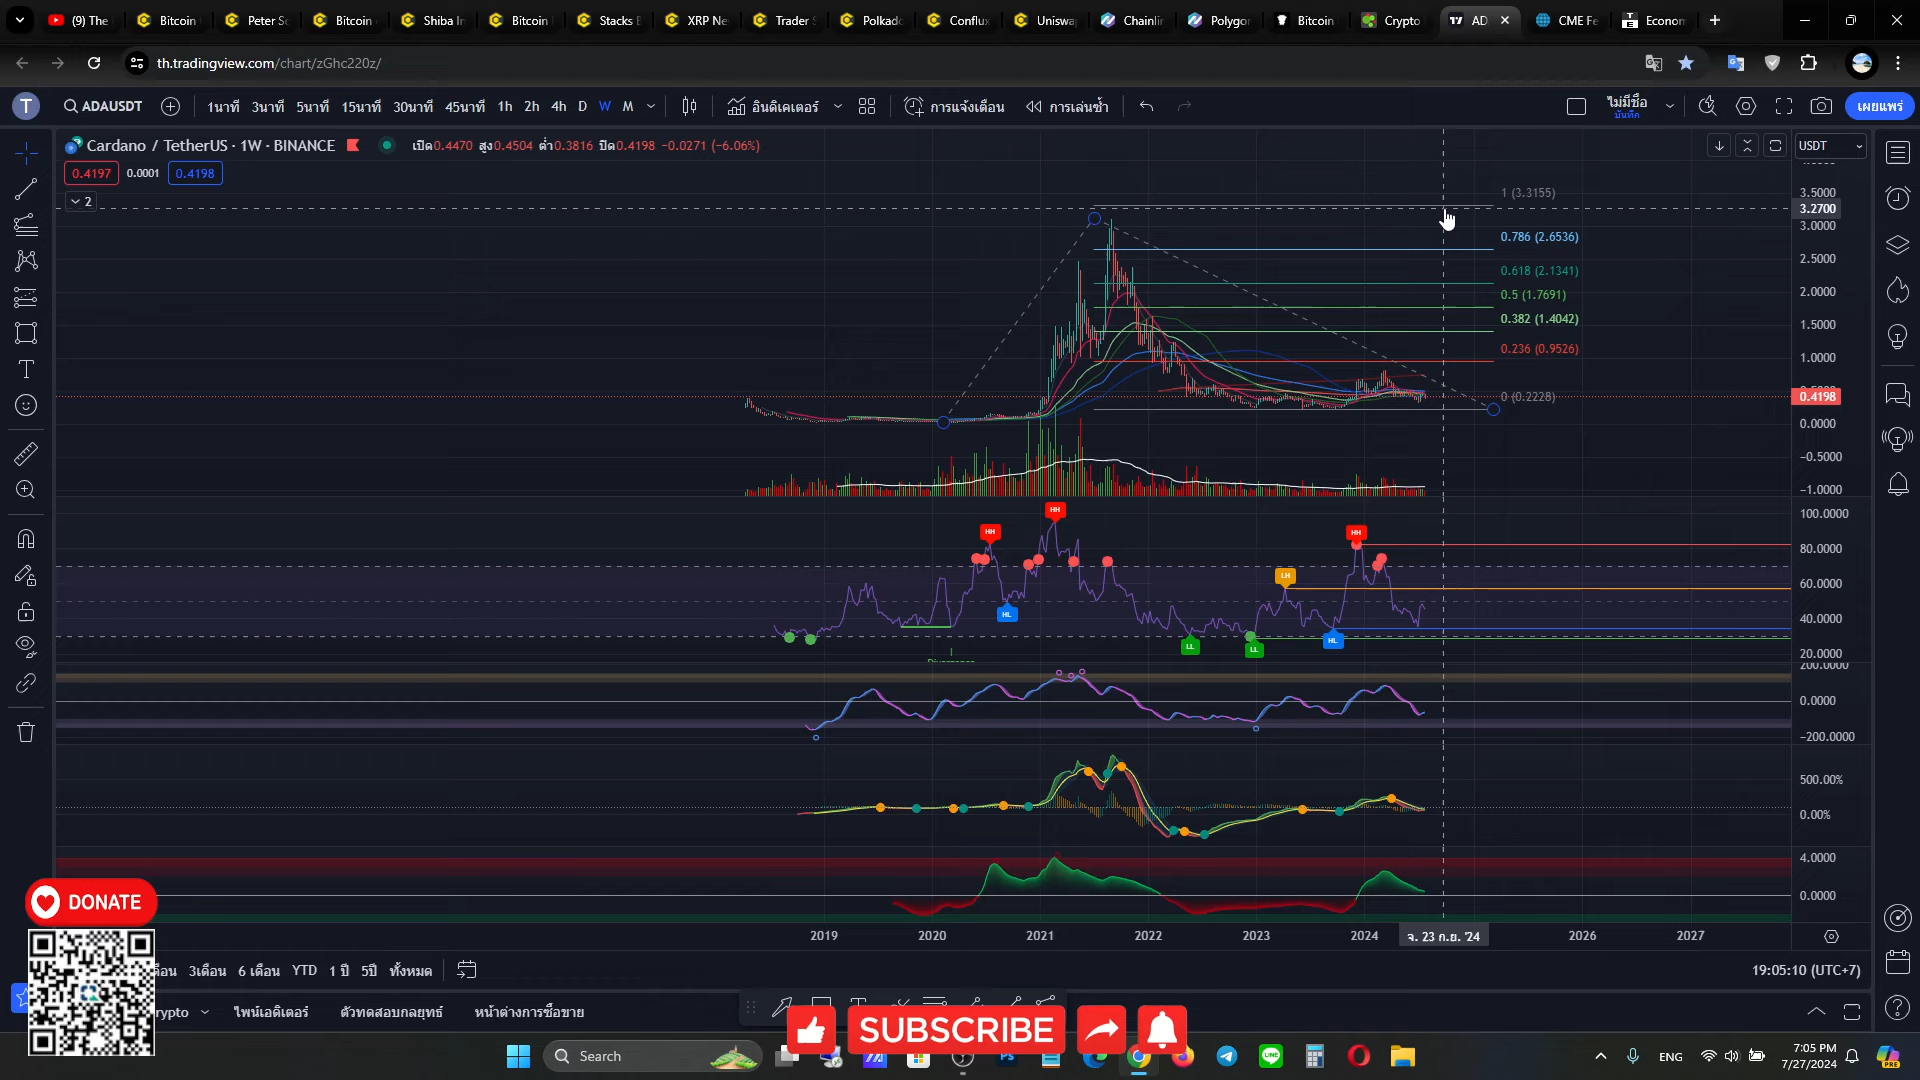 (9) The
Bitcoin
Peter Sc
Bitcoin
Shiba In
Bitcoin
Stacks
XRP Ne
Trader
Polkado
Conflux
Uniswa
Chainlin
Polygon
Bitcoin
Crypto
AD
CME Fe
Econom
th.tradingview.com/chart/zGhc220z/
T
ADAUSDT
1นาที 3นาที 5นาที 15นาที 30นาที 45นาที 1h 2h 4h D W M
อินดิเคเตอร์
การแจ้งเตือน
การเล่นซ้ำ
ไม่มีชื่อ
บันทึก
เผยแพร่
Cardano / TetherUS · 1W · BINANCE
เปิด0.4470 สูง0.4504 ต่ำ0.3816 ปิด0.4198 −0.0271 (−6.06%)
USDT
0.4197 0.0001 0.4198
2
1 (3.3155)
0.786 (2.6536)
0.618 (2.1341)
0.5 (1.7691)
0.382 (1.4042)
0.236 (0.9526)
0 (0.2228)
3.5000
3.2700
3.0000
2.5000
2.0000
1.5000
1.0000
0.4198
0.0000
−0.5000
−1.0000
100.0000
80.0000
60.0000
40.0000
20.0000
200.0000
0.0000
−200.0000
500.00%
0.00%
4.0000
0.0000
HH
HH
HH
LH
HL
HL
LL
LL
Divergence
2019 2020 2021 2022 2023 2024 จ. 23 ก.ย. '24 2026 2027
DONATE
3เดือน 6 เดือน YTD 1 ปี 5ปี ทั้งหมด
19:05:10 (UTC+7)
ไพน์เอดิเตอร์ ตัวทดสอบกลยุทธ์ หน้าต่างการซื้อขาย
SUBSCRIBE
Search
LINE
ENG
7:05 PM
7/27/2024
PRE